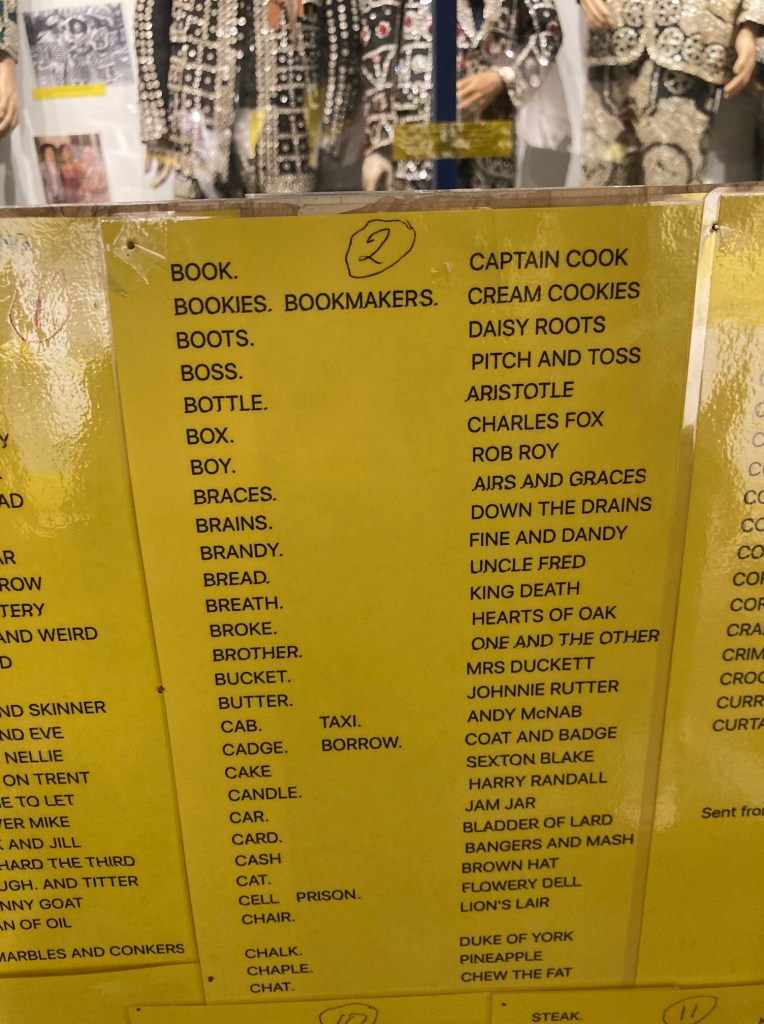 2
BOOK. CAPTAIN COOK
BOOKIES. BOOKMAKERS. CREAM COOKIES
BOOTS. DAISY ROOTS
BOSS. PITCH AND TOSS
BOTTLE. ARISTOTLE
BOX. CHARLES FOX
BOY. ROB ROY
BRACES. AIRS AND GRACES
BRAINS. DOWN THE DRAINS
BRANDY. FINE AND DANDY
BREAD. UNCLE FRED
BREATH. KING DEATH
BROKE. HEARTS OF OAK
BROTHER. ONE AND THE OTHER
BUCKET. MRS DUCKETT
BUTTER. JOHNNIE RUTTER
CAB. TAXI. ANDY McNAB
CADGE. BORROW. COAT AND BADGE
CAKE SEXTON BLAKE
CANDLE. HARRY RANDALL
CAR. JAM JAR
CARD. BLADDER OF LARD
CASH BANGERS AND MASH
CAT. BROWN HAT
CELL PRISON. FLOWERY DELL
CHAIR. LION'S LAIR
CHALK. DUKE OF YORK
CHAPLE. PINEAPPLE
CHAT. CHEW THE FAT
AND WEIRD
ND SKINNER
ND EVE
NELLIE
ON TRENT
E TO LET
ER MIKE
AND JILL
HARD THE THIRD
UGH. AND TITTER
NNY GOAT
AN OF OIL
MARBLES AND CONKERS
CRIM
CROC
CURR
CURTA
Sent fro
STEAK.
11